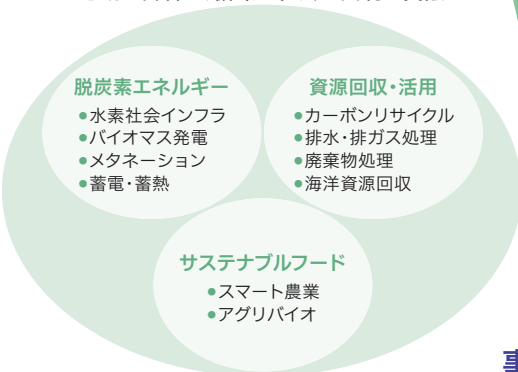 脱炭素エネルギー
●水素社会インフラ
●バイオマス発電
●メタネーション
●蓄電・蓄熱
資源回収・活用
●カーボンリサイクル
●排水・排ガス処理
●廃棄物処理
●海洋資源回収
サステナブルフード
●スマート農業
●アグリバイオ